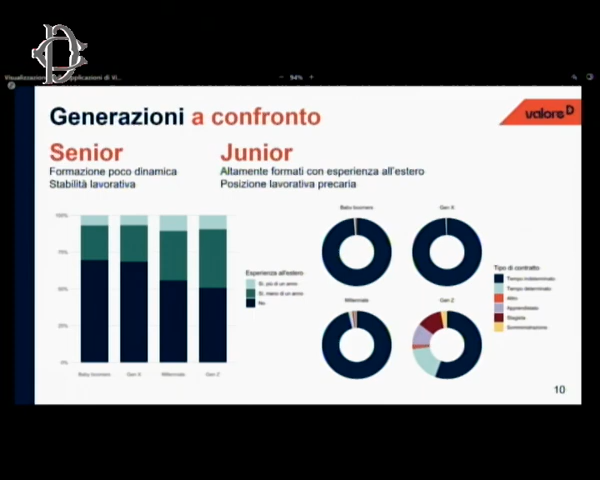 94%
Generazioni a confronto
valore D
Senior
Junior
Formazione poco dinamica
Stabilità lavorativa
Altamente formati con esperienza all'estero
Posizione lavorativa precaria
100%
75%
50%
25%
0%
Baby boomers
Gen X
Millennials
Gen Z
Esperienza all'estero
Sì, più di un anno
Sì, meno di un anno
No
Baby boomers
Gen X
Millennials
Gen Z
Tipo di contratto
Tempo indeterminato
Tempo determinato
Altro
Apprendistato
Stagista
Somministrazione
10